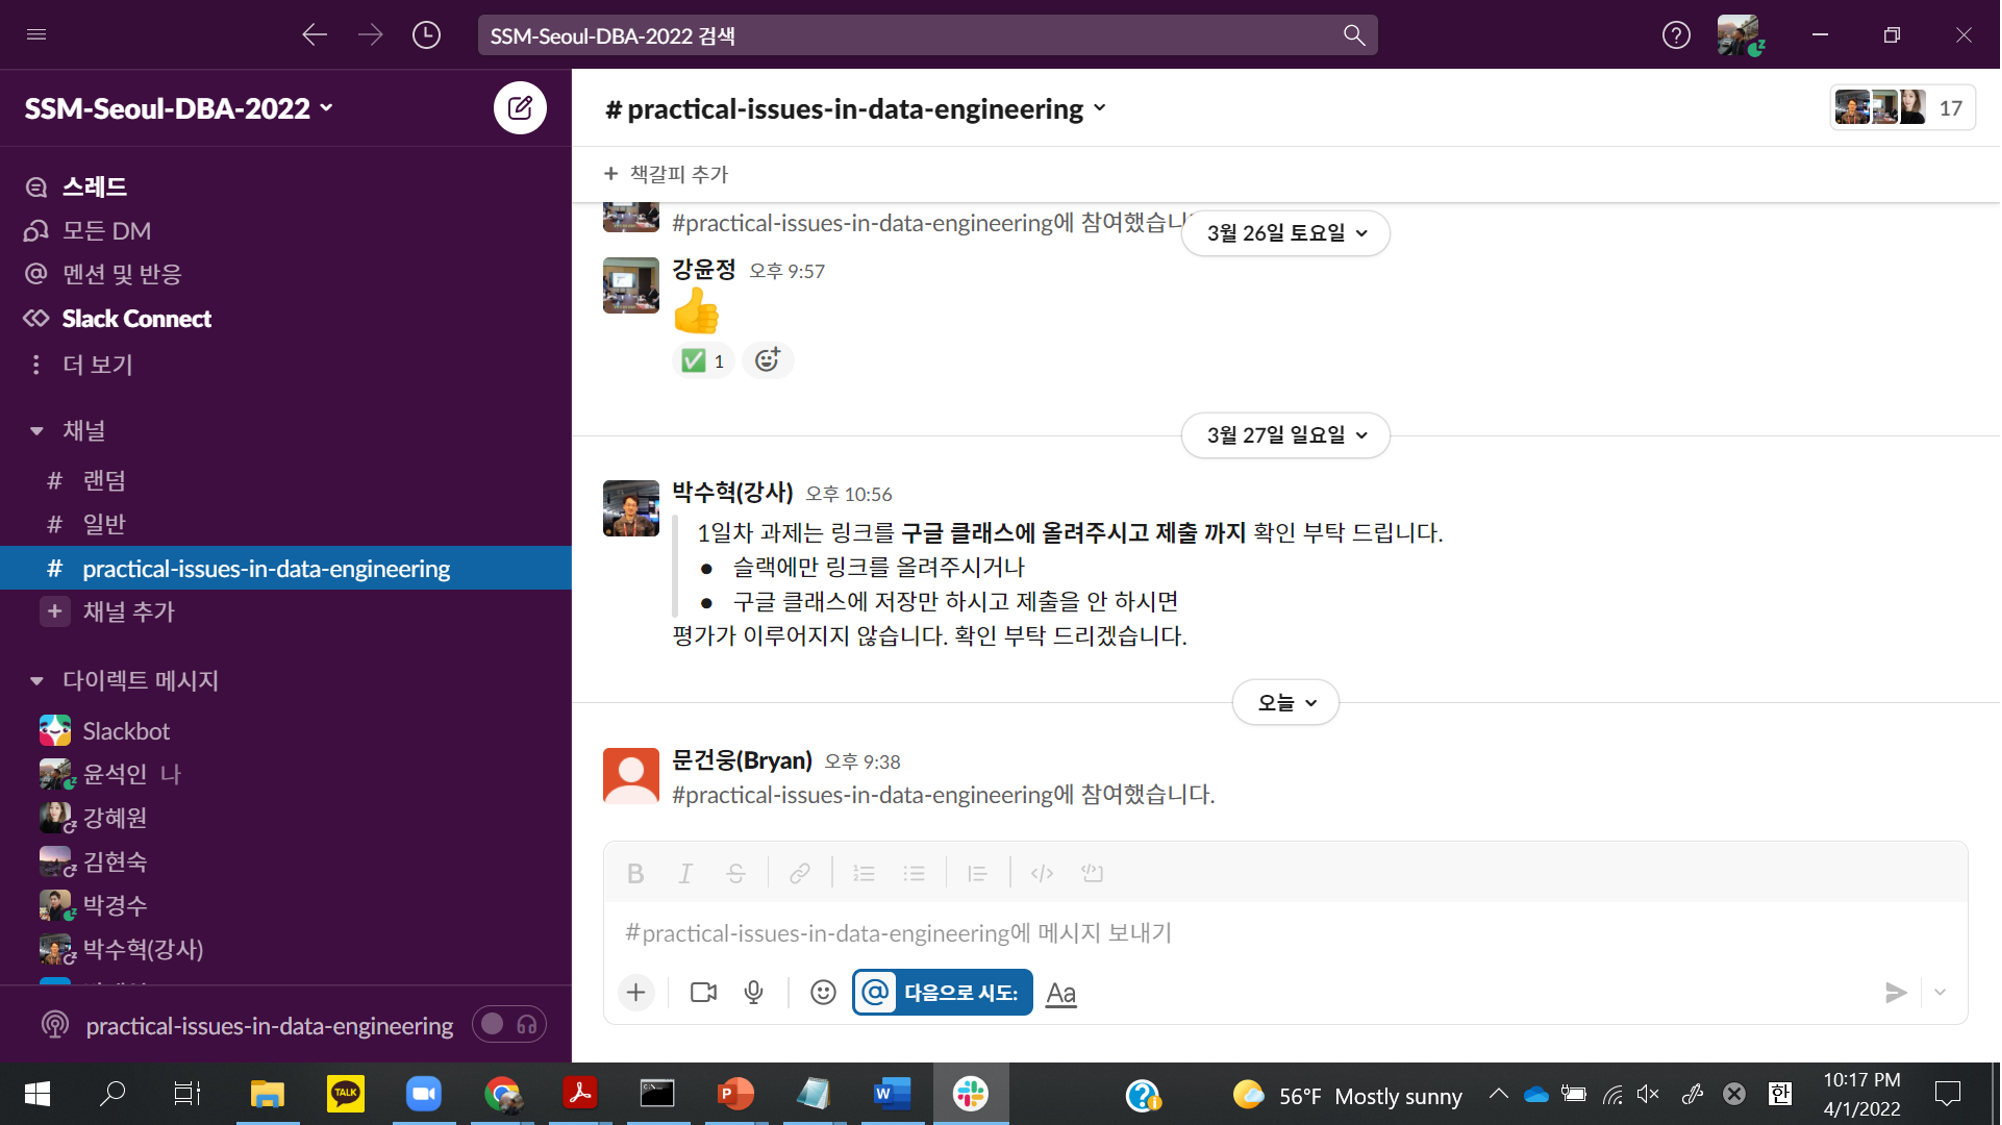 SSM-Seoul-DBA-2022 검색
SSM-Seoul-DBA-2022
스레드
모든 DM
멘션 및 반응
Slack Connect
더 보기
채널
# 랜덤
# 일반
# practical-issues-in-data-engineering
+ 채널 추가
다이렉트 메시지
Slackbot
윤석인 나
강혜원
김현숙
박경수
박수혁(강사)
practical-issues-in-data-engineering
# practical-issues-in-data-engineering
17
+ 책갈피 추가
#practical-issues-in-data-engineering에 참여했습니
3월 26일 토요일
강윤정 오후 9:57
1
3월 27일 일요일
박수혁(강사) 오후 10:56
1일차 과제는 링크를 구글 클래스에 올려주시고 제출 까지 확인 부탁 드립니다.
● 슬랙에만 링크를 올려주시거나
● 구글 클래스에 저장만 하시고 제출을 안 하시면
평가가 이루어지지 않습니다. 확인 부탁 드리겠습니다.
오늘
문건웅(Bryan) 오후 9:38
#practical-issues-in-data-engineering에 참여했습니다.
B I S
#practical-issues-in-data-engineering에 메시지 보내기
@ 다음으로 시도: Aa
TALK
P
W
56°F Mostly sunny
한
10:17 PM
4/1/2022